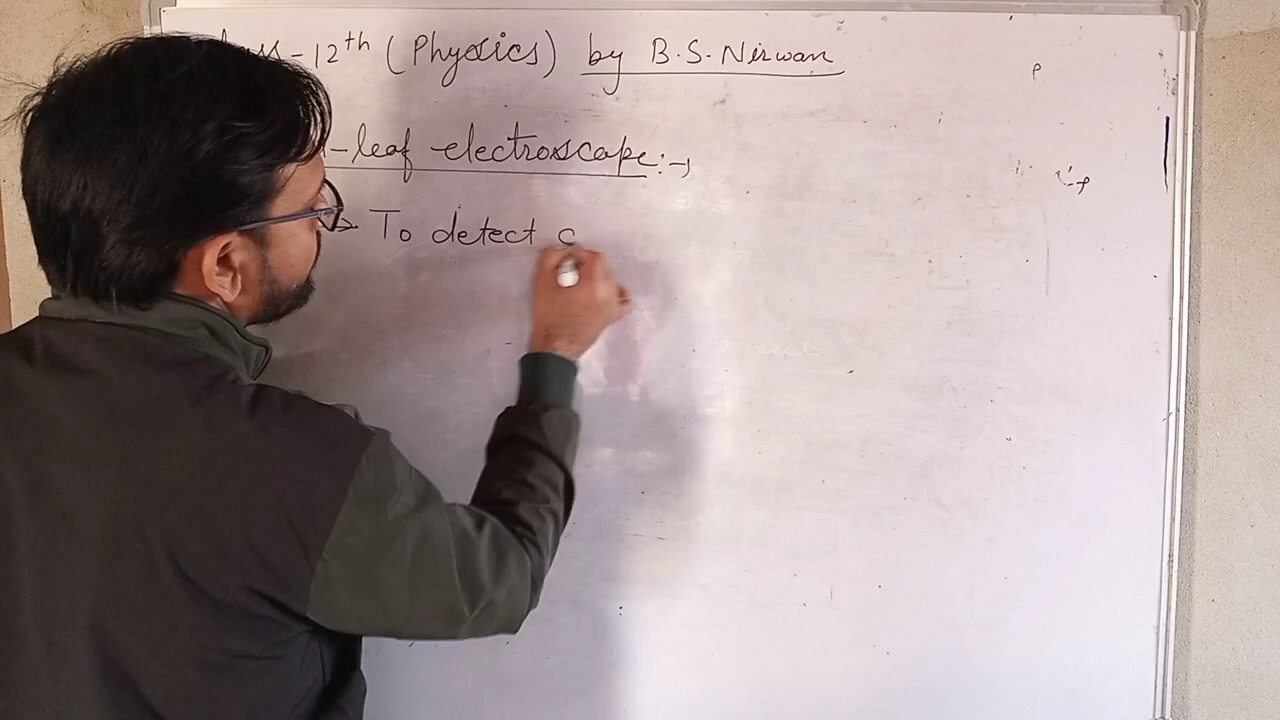 -12th (Physics) by B.S. Nirwan
-leaf electroscope:→
→ To detect c